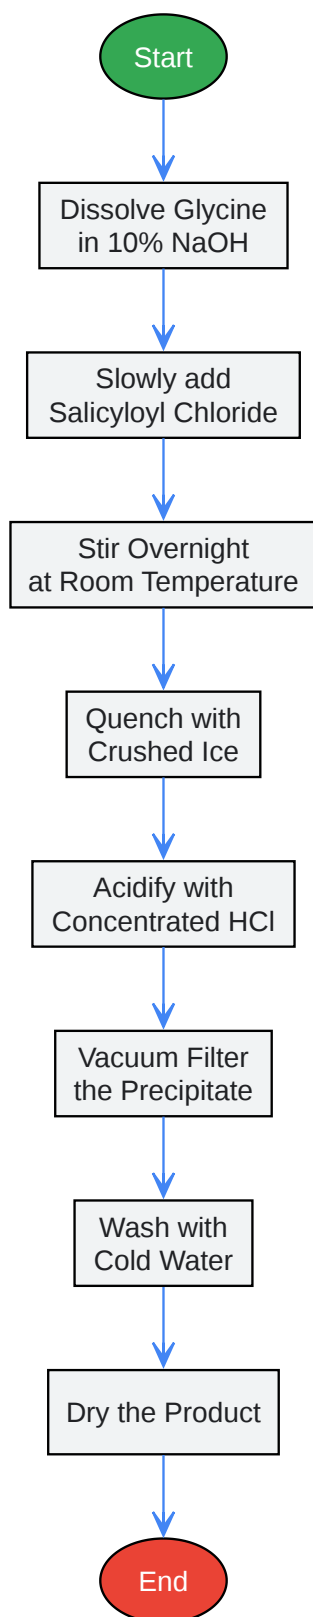 Start
Dissolve Glycine
in 10% NaOH
Slowly add
Salicyloyl Chloride
Stir Overnight
at Room Temperature
Quench with
Crushed Ice
Acidify with
Concentrated HCl
Vacuum Filter
the Precipitate
Wash with
Cold Water
Dry the Product
End